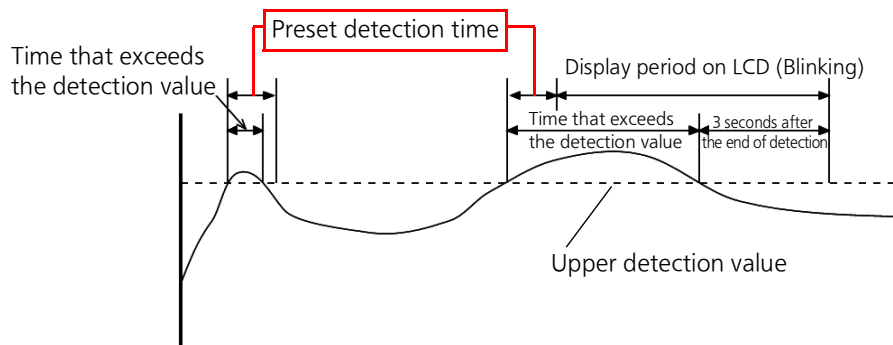 Preset detection time
Time that exceeds
the detection value
Display period on LCD (Blinking)
Time that exceeds
the detection value
3 seconds after
the end of detection
Upper detection value